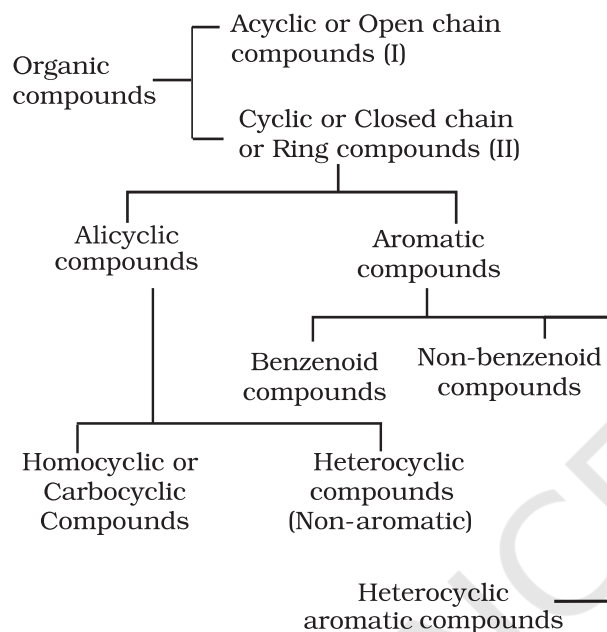 Acyclic or Open chain
compounds (I)
Organic
compounds
Cyclic or Closed chain
or Ring compounds (II)
Alicyclic
compounds
Aromatic
compounds
Benzenoid
compounds
Non-benzenoid
compounds
Homocyclic or
Carbocyclic
Compounds
Heterocyclic
compounds
(Non-aromatic)
Heterocyclic
aromatic compounds